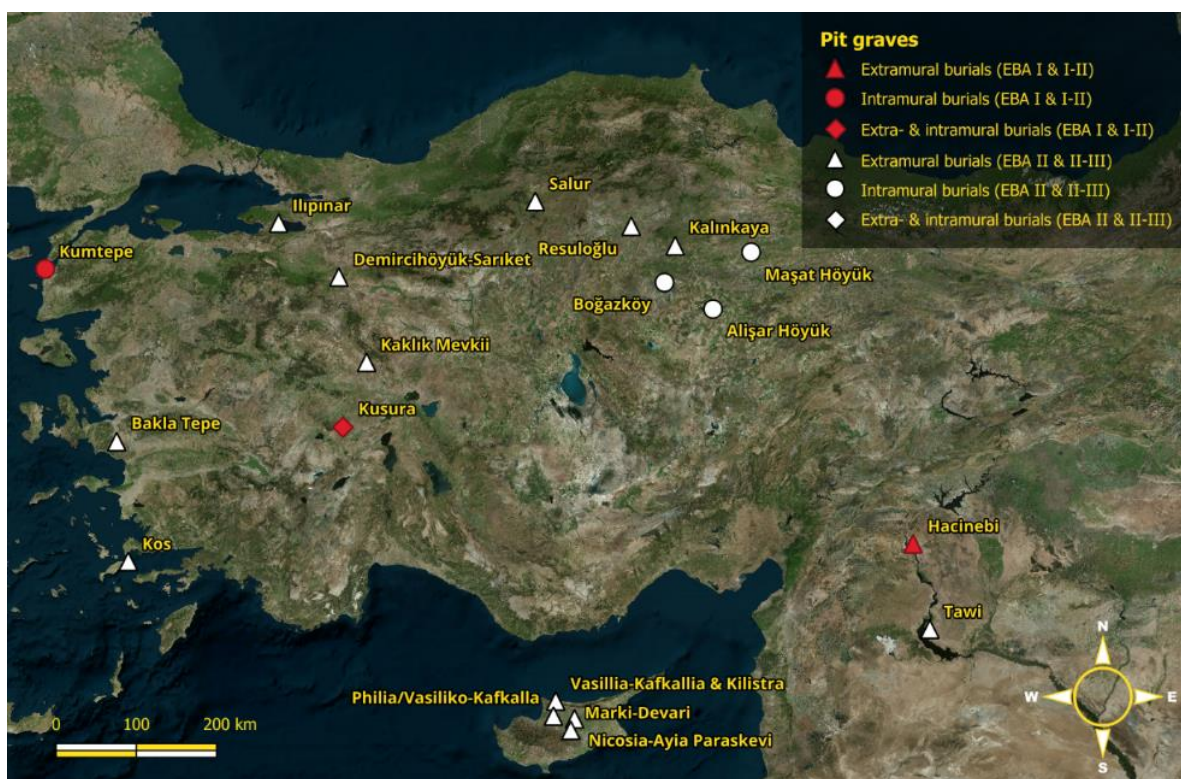 Pit graves
Extramural burials (EBA I & I-II)
Intramural burials (EBA I & I-II)
Extra- & intramural burials (EBA I & I-II)
Extramural burials (EBA II & II-III)
Intramural burials (EBA II & II-III)
Extra- & intramural burials (EBA II & II-III)
Salur
Ilıpınar
Kalınkaya
Resuloğlu
Kumtepe
Demircihöyük-Sarıket
Maşat Höyük
Boğazköy
Alişar Höyük
Kaklık Mevkii
Kusura
Bakla Tepe
Hacinebi
Kos
Tawi
N
W
E
S
Vasillia-Kafkallia & Kilistra
Philia/Vasiliko-Kafkalla
Marki-Devari
Nicosia-Ayia Paraskevi
0 100 200 km